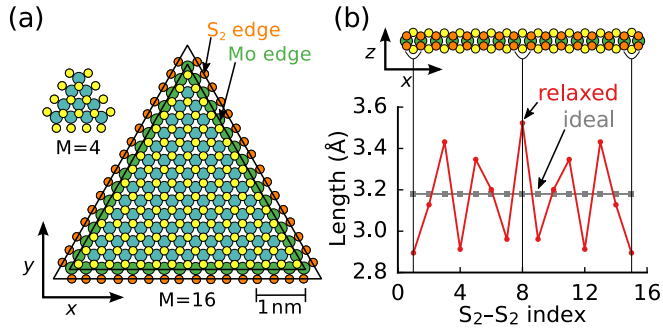 (a)
S₂ edge
Mo edge
M=4
y
x
M=16
1 nm
(b)
z
x
relaxed
ideal
Length (Å)
3.6
3.4
3.2
3.0
2.8
0 4 8 12 16
S₂–S₂ index